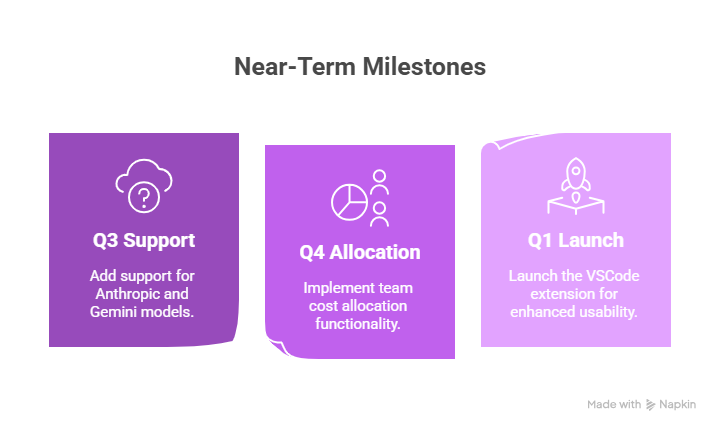 Near-Term Milestones
Q3 Support
Add support for
Anthropic and
Gemini models.
Q4 Allocation
Implement team
cost allocation
functionality.
Q1 Launch
Launch the VSCode
extension for
enhanced usability.
Made with Napkin